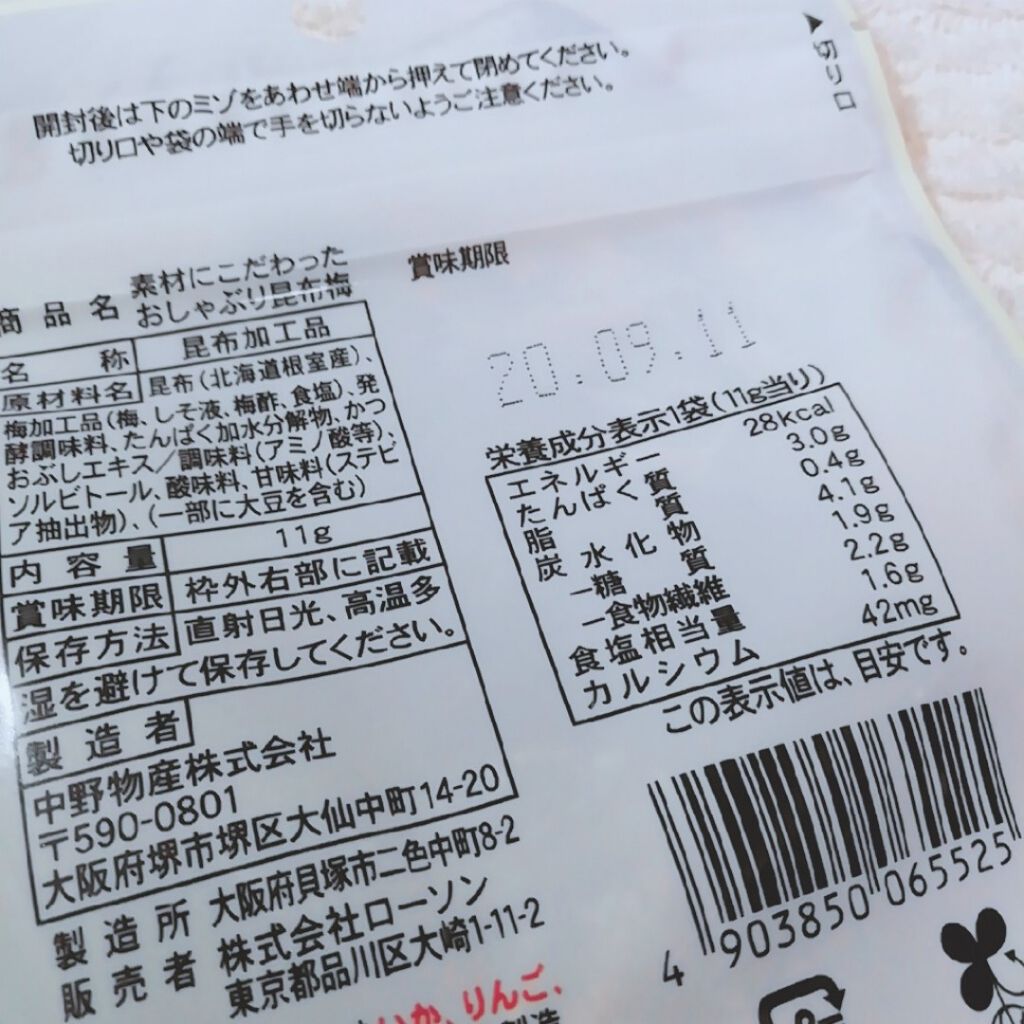 開封後は下のミゾをあわせ端から押えて閉めてください。
切り口や袋の端で手を切らないようご注意ください。
切り口
商品名 素材にこだわった
おしゃぶり昆布梅
名称 昆布加工品
原材料名 昆布(北海道根室産)、
梅加工品(梅、しそ液、梅酢、食塩)、発
酵調味料、たんぱく加水分解物、かつ
おぶしエキス／調味料(アミノ酸等)、
ソルビトール、酸味料、甘味料(ステビ
ア抽出物)、(一部に大豆を含む)
内容量 11g
賞味期限 枠外右部に記載
保存方法 直射日光、高温多
湿を避けて保存してください。
製造者
中野物産株式会社
〒590-0801
大阪府堺市堺区大仙中町14-20
製造所 大阪府貝塚市二色中町8-2
販売者 株式会社ローソン
東京都品川区大崎1-11-2
賞味期限
20.09.11
栄養成分表示1袋(11g当り)
エネルギー 28kcal
たんぱく質 3.0g
脂質 0.4g
炭水化物 4.1g
－糖質 1.9g
－食物繊維 2.2g
食塩相当量 1.6g
カルシウム 42mg
この表示値は、目安です。
4 903850 065525
いか、りんご、
製造